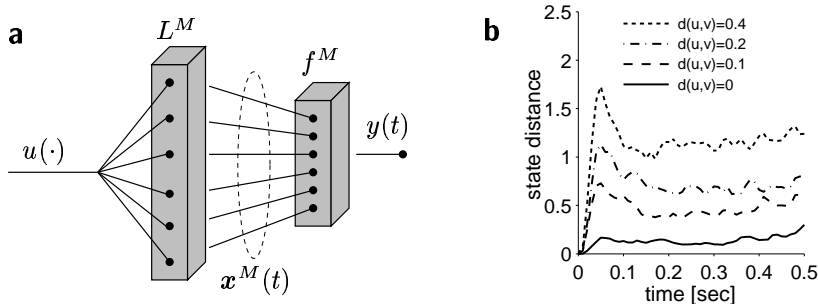 a
L^M
f^M
u(·)
y(t)
x^M(t)
b
state distance
2.5
2
1.5
1
0.5
0
d(u,v)=0.4
d(u,v)=0.2
d(u,v)=0.1
d(u,v)=0
0 0.1 0.2 0.3 0.4 0.5
time [sec]